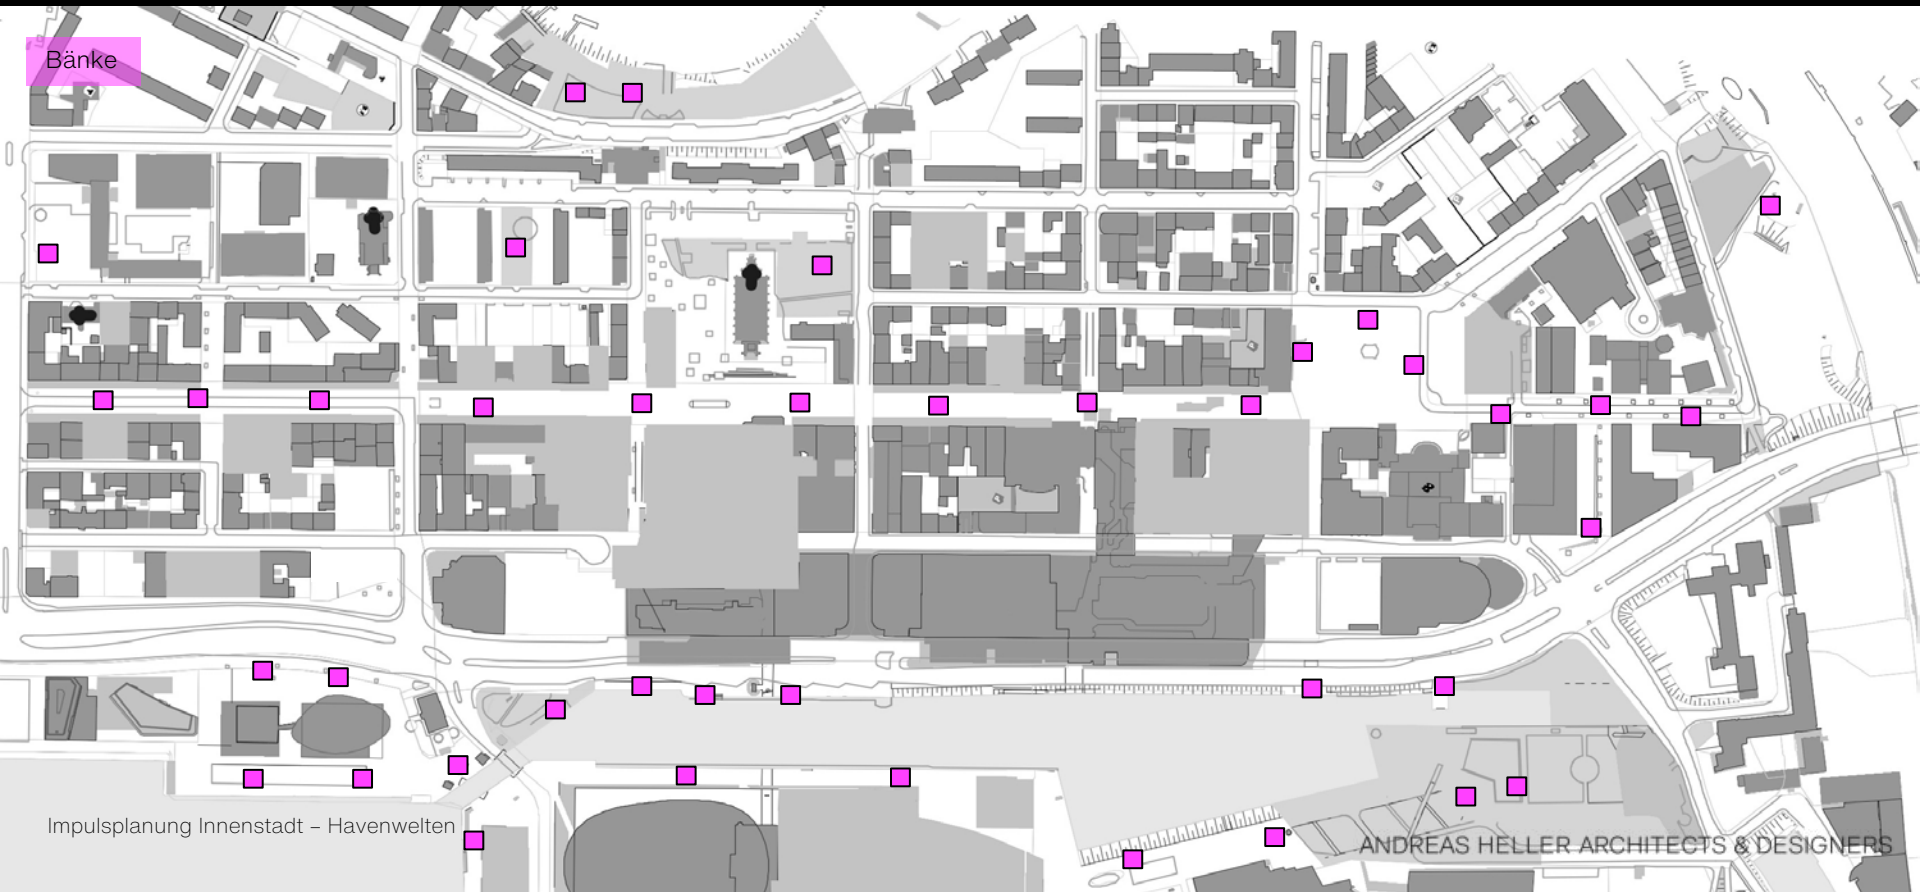 Bänke
Impulsplanung Innenstadt – Havenwelten
ANDREAS HELLER ARCHITECTS & DESIGNERS